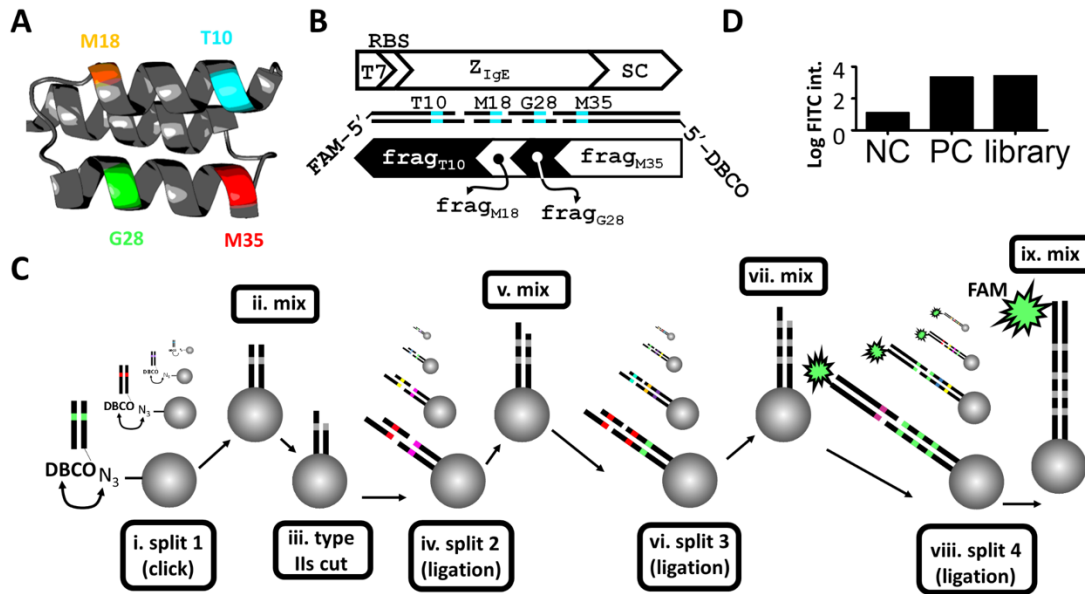 A
M18
T10
G28
M35
B
RBS
T7
ZIgE
SC
T10 M18 G28 M35
FAM–5′
5′–DBCO
fragT10
fragM35
fragM18
fragG28
D
Log FITC int.
4
2
0
NC PC library
C
i. split 1
(click)
DBCO
N3
DBCO
N3
DBCO
N3
ii. mix
iii. type
IIs cut
iv. split 2
(ligation)
v. mix
vi. split 3
(ligation)
vii. mix
viii. split 4
(ligation)
ix. mix
FAM